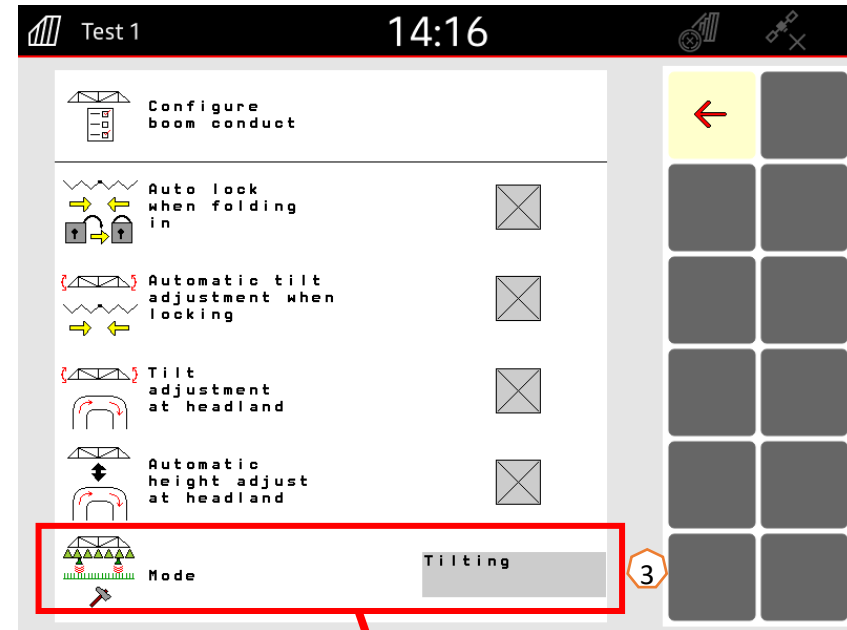 Test 1
14:16
Configure
boom conduct
Auto lock
when folding
in
Automatic tilt
adjustment when
locking
Tilt
adjustment
at headland
Automatic
height adjust
at headland
Mode
Tilting
3